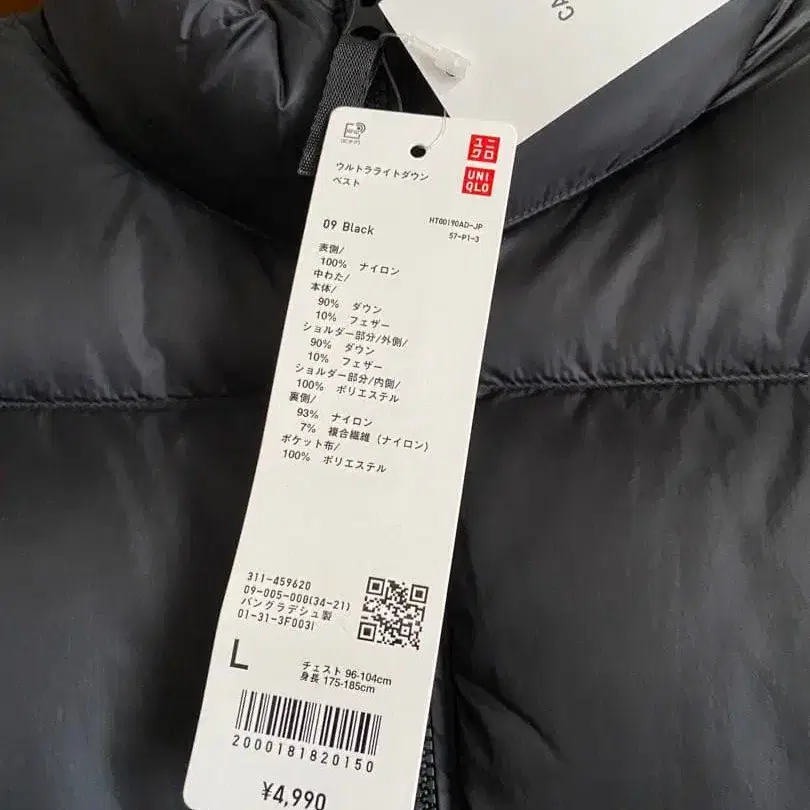 CA
ユニ
クロ
UNI
QLO
ウルトラライトダウン
ベスト
HT00190AD-JP
57-P1-3
09 Black
表側/
100% ナイロン
中わた/
本体/
90% ダウン
10% フェザー
ショルダー部分/外側/
90% ダウン
10% フェザー
ショルダー部分/内側/
100% ポリエステル
裏側/
93% ナイロン
7% 複合繊維 (ナイロン)
ポケット布/
100% ポリエステル
311-459620
09-005-000(34-21)
バングラデシュ製
01-31-3F003I
L
チェスト 96-104cm
身長 175-185cm
2000181820150
¥4,990